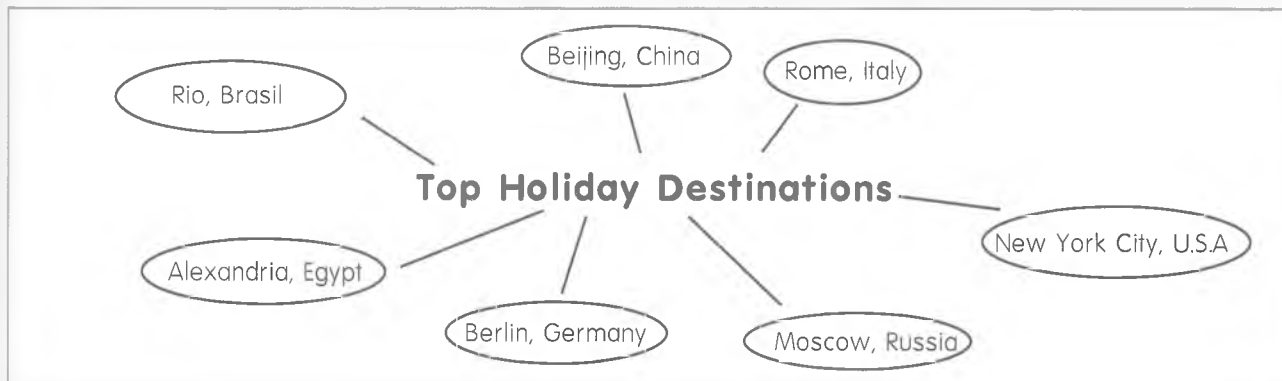 Beijing, China
Rome, Italy
Rio, Brasil
Top Holiday Destinations
New York City, U.S.A
Alexandria, Egypt
Berlin, Germany
Moscow, Russia